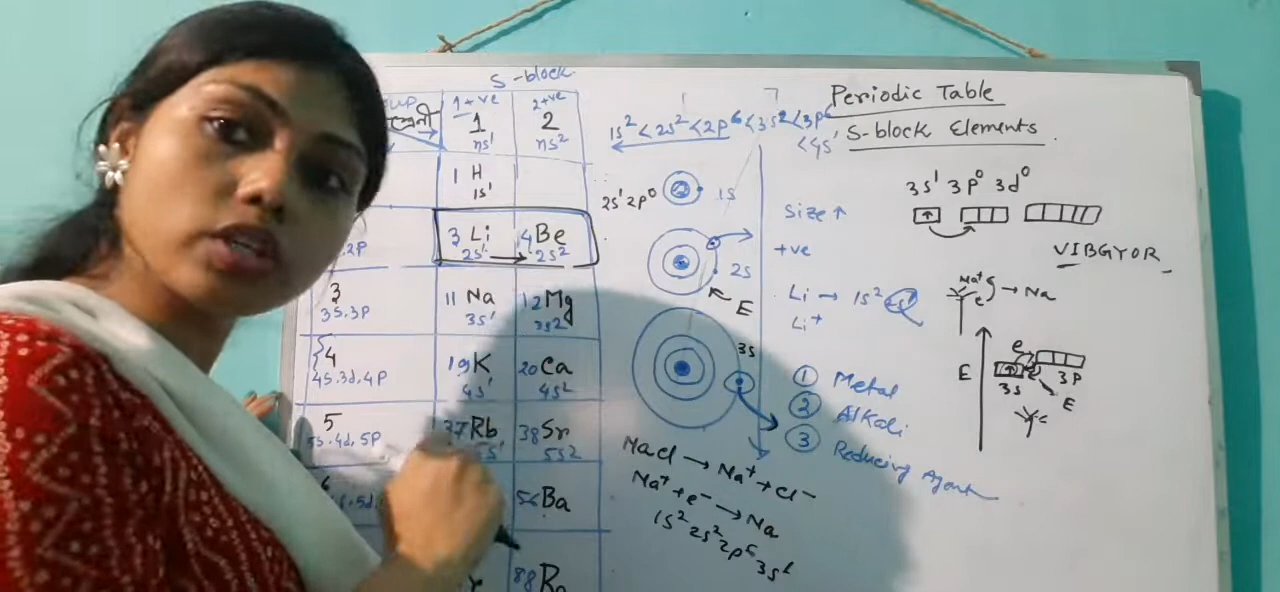 S-block
Periodic Table
S-block Elements.
1+ve 2+ve
1 2
ns¹ ns²
1s² < 2s² < 2p⁶ < 3s² < 3p⁶
< 4s¹
1 H
1s¹
3 Li 4 Be
2s¹ 2s²
3
3s.3p
11 Na 12 Mg
3s¹ 3s2
4
4s.3d.4p
19 K 20 Ca
4s¹ 4s²
5
5s.4d.5p
37 Rb 38 Sr
5s¹ 5s2
56 Ba
88 Ra
2s¹ 2p⁰
1s
2s
E
3s
Size ↑
+ve
Li → 1s² 2s¹
Li⁺
① Metal
② Alkali
③ Reducing Agent
Nacl → Na⁺ + Cl⁻
Na⁺ + e⁻ → Na
1s² 2s² 2p⁶ 3s¹
3s¹ 3p⁰ 3d⁰
VIBGYOR
Na⁺ e → Na
E
e
3s 3p
E